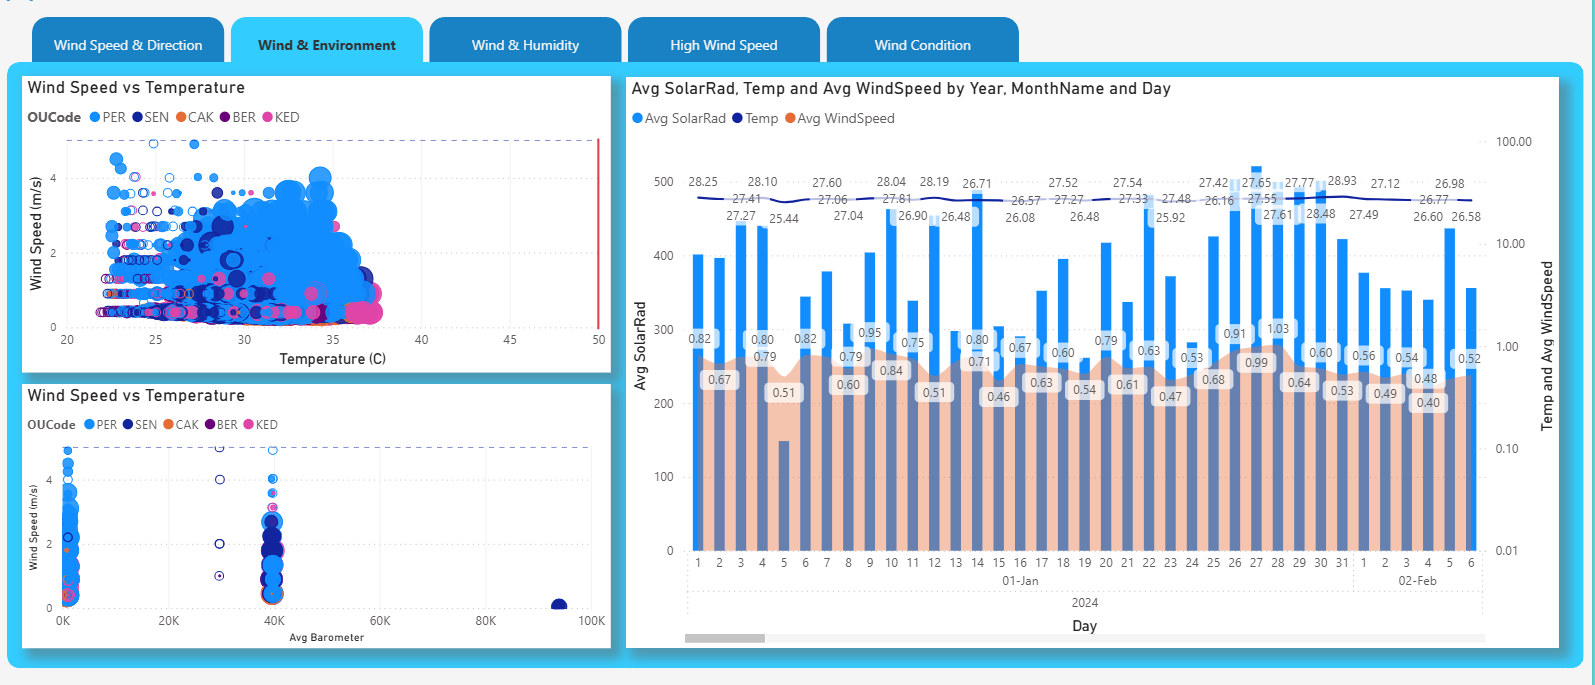 Wind Speed & Direction
Wind & Environment
Wind & Humidity
High Wind Speed
Wind Condition
Wind Speed vs Temperature
OUCode PER SEN CAK BER KED
Wind Speed (m/s)
4
2
0
20 25 30 35 40 45 50
Temperature (C)
Wind Speed vs Temperature
OUCode PER SEN CAK BER KED
Wind Speed (m/s)
4
2
0
0K 20K 40K 60K 80K 100K
Avg Barometer
Avg SolarRad, Temp and Avg WindSpeed by Year, MonthName and Day
Avg SolarRad Temp Avg WindSpeed
Avg SolarRad
500
400
300
200
100
0
100.00
10.00
1.00
0.10
0.01
Temp and Avg WindSpeed
28.25 28.10 27.60 28.04 28.19 26.71 27.52 27.54 27.42 27.65 27.77 28.93 27.12 26.98
27.41 27.06 27.81 26.57 27.27 27.33 27.48 26.16 27.55 26.77
27.27 25.44 27.04 26.90 26.48 26.08 26.48 25.92 27.61 28.48 27.49 26.60 26.58
0.82 0.80 0.82 0.95 0.75 0.80 0.67 0.60 0.79 0.63 0.53 0.91 1.03 0.60 0.56 0.54 0.52
0.67 0.79 0.51 0.79 0.60 0.84 0.51 0.71 0.46 0.63 0.54 0.61 0.47 0.68 0.99 0.64 0.53 0.49 0.48 0.40
1 2 3 4 5 6 7 8 9 10 11 12 13 14 15 16 17 18 19 20 21 22 23 24 25 26 27 28 29 30 31 1 2 3 4 5 6
01-Jan 02-Feb
2024
Day